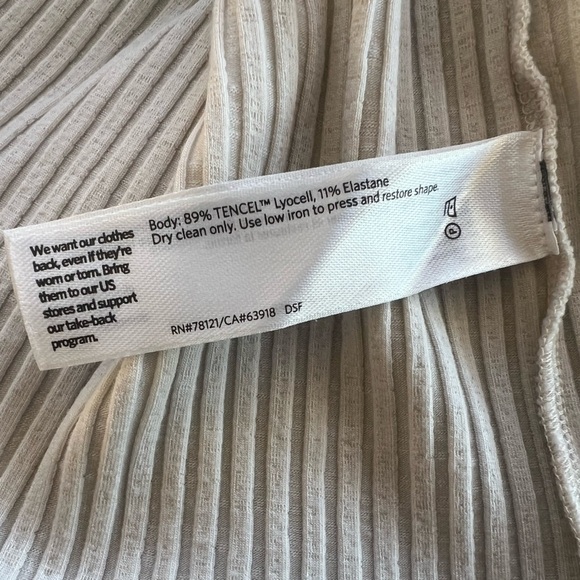 We want our clothes
back, even if they're
worn or torn. Bring
them to our US
stores and support
our take-back
program.
Body: 89% TENCEL™ Lyocell, 11% Elastane
Dry clean only. Use low iron to press and restore shape.
P
RN#78121/CA#63918 DSF